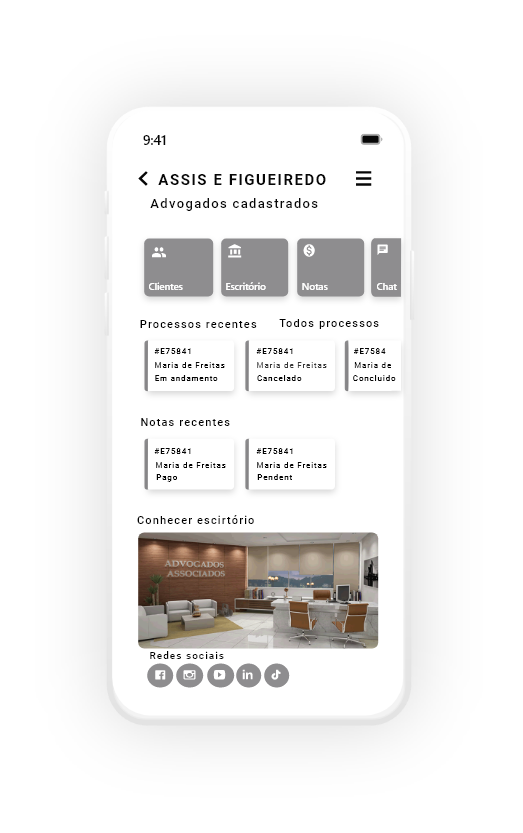 9:41
ASSIS E FIGUEIREDO
Advogados cadastrados
Clientes
Escritório
Notas
Chat
Processos recentes
Todos processos
#E75841
Maria de Freitas
Em andamento
#E75841
Maria de Freitas
Cancelado
#E7584
Maria de
Concluido
Notas recentes
#E75841
Maria de Freitas
Pago
#E75841
Maria de Freitas
Pendent
Conhecer escirtório
ADVOGADOS
ASSOCIADOS
Redes sociais